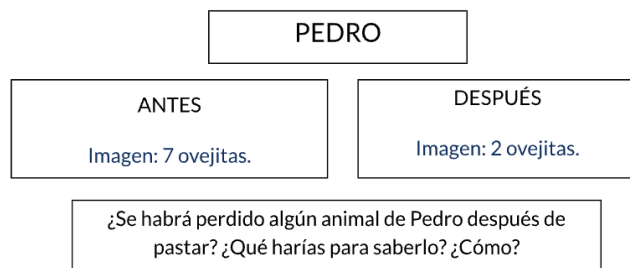 PEDRO
ANTES
Imagen: 7 ovejitas.
DESPUÉS
Imagen: 2 ovejitas.
¿Se habrá perdido algún animal de Pedro después de
pastar? ¿Qué harías para saberlo? ¿Cómo?